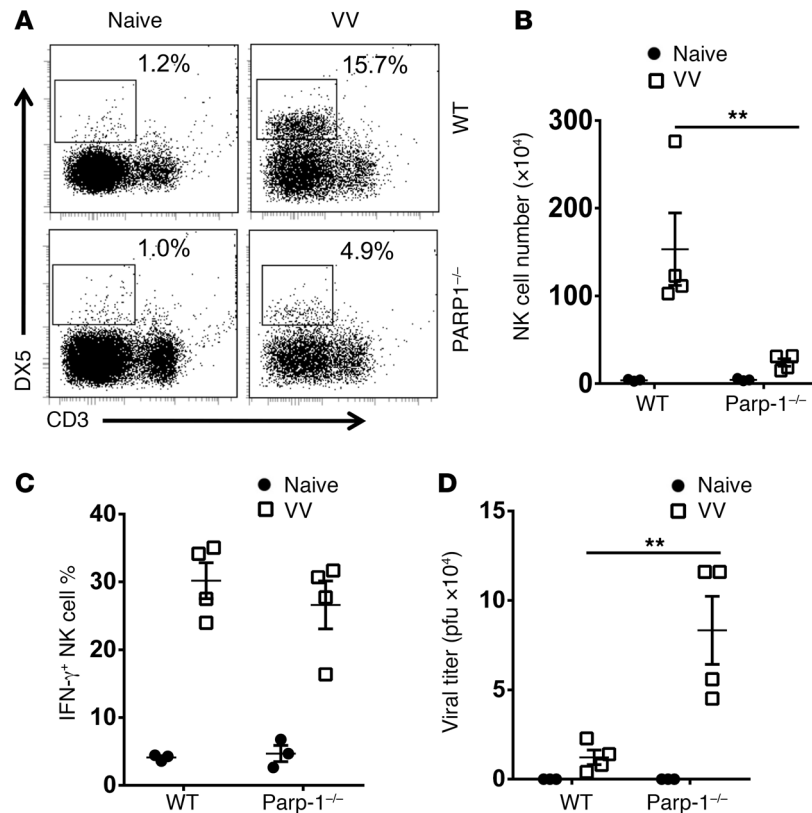 A
Naive
VV
1.2%
15.7%
WT
1.0%
4.9%
PARP1⁻/⁻
DX5
CD3
B
Naive
VV
**
NK cell number (×10⁴)
300
200
100
0
WT
Parp-1⁻/⁻
C
Naive
VV
IFN-γ⁺ NK cell %
40
30
20
10
0
WT
Parp-1⁻/⁻
D
Naive
VV
**
Viral titer (pfu ×10⁴)
15
10
5
0
WT
Parp-1⁻/⁻